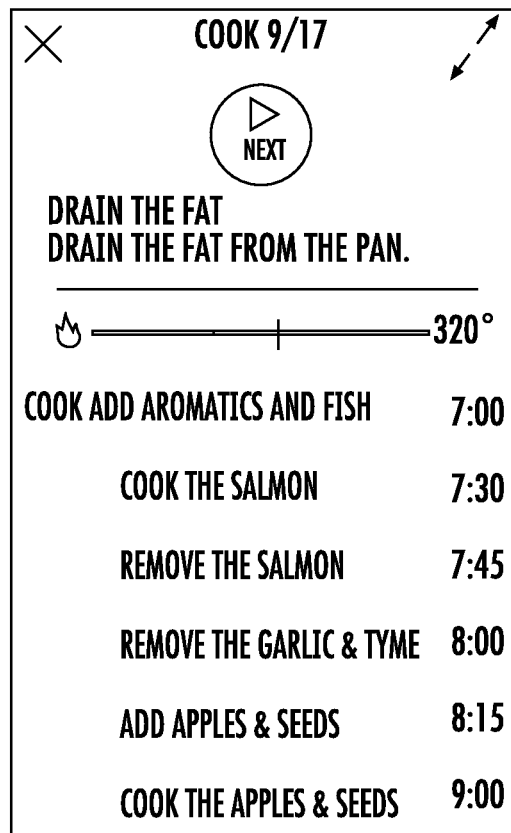 COOK 9/17
NEXT
DRAIN THE FAT
DRAIN THE FAT FROM THE PAN.
320°
COOK ADD AROMATICS AND FISH 7:00
COOK THE SALMON 7:30
REMOVE THE SALMON 7:45
REMOVE THE GARLIC & TYME 8:00
ADD APPLES & SEEDS 8:15
COOK THE APPLES & SEEDS 9:00